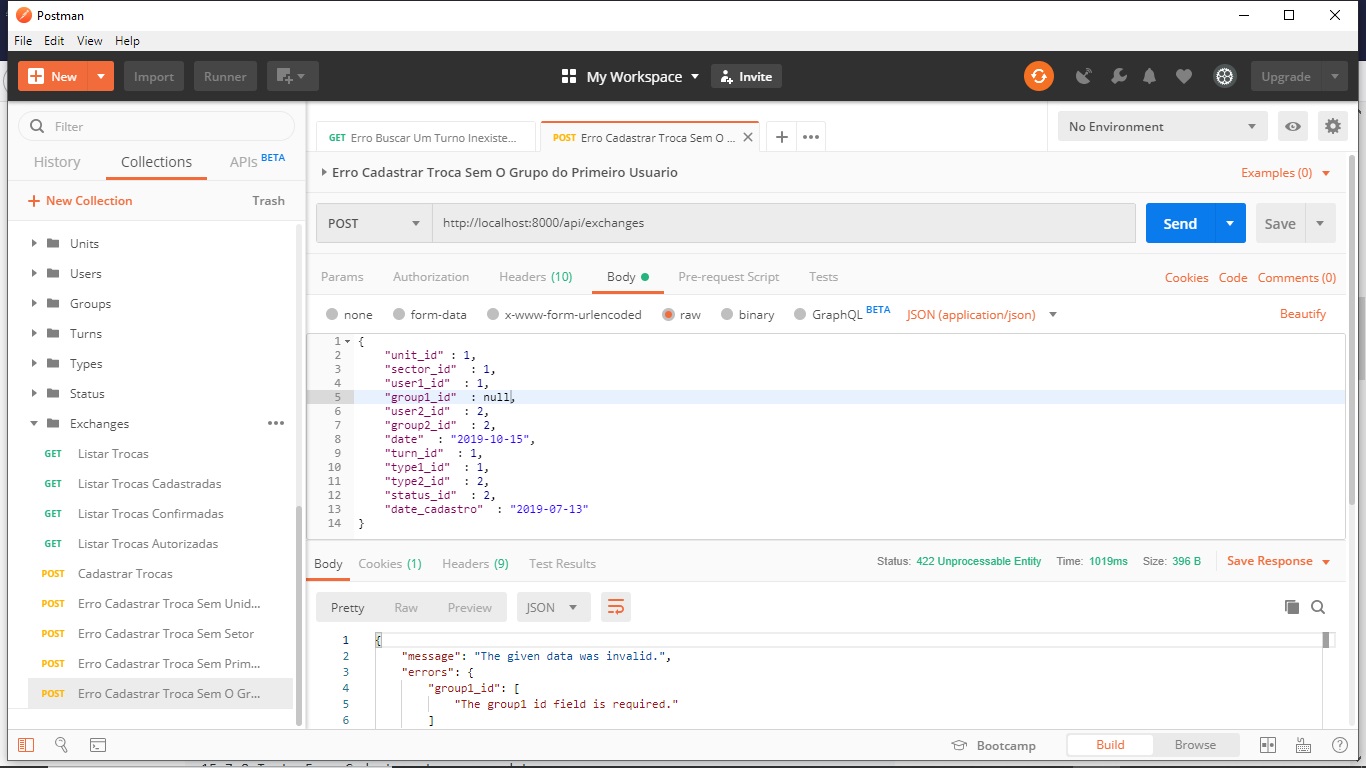 Postman
File Edit View Help
New Import Runner My Workspace Invite Upgrade
Filter
History Collections APIs BETA
New Collection Trash
Units
Users
Groups
Turns
Types
Status
Exchanges
GET Listar Trocas
GET Listar Trocas Cadastradas
GET Listar Trocas Confirmadas
GET Listar Trocas Autorizadas
POST Cadastrar Trocas
POST Erro Cadastrar Troca Sem Unid...
POST Erro Cadastrar Troca Sem Setor
POST Erro Cadastrar Troca Sem Prim...
POST Erro Cadastrar Troca Sem O Gr...
GET Erro Buscar Um Turno Inexiste... POST Erro Cadastrar Troca Sem O ... No Environment
Erro Cadastrar Troca Sem O Grupo do Primeiro Usuario Examples (0)
POST http://localhost:8000/api/exchanges Send Save
Params Authorization Headers (10) Body Pre-request Script Tests Cookies Code Comments (0)
none form-data x-www-form-urlencoded raw binary GraphQL BETA JSON (application/json) Beautify
1 {
2 "unit_id" : 1,
3 "sector_id" : 1,
4 "user1_id" : 1,
5 "group1_id" : null,
6 "user2_id" : 2,
7 "group2_id" : 2,
8 "date" : "2019-10-15",
9 "turn_id" : 1,
10 "type1_id" : 1,
11 "type2_id" : 2,
12 "status_id" : 2,
13 "date_cadastro" : "2019-07-13"
14 }
Body Cookies (1) Headers (9) Test Results Status: 422 Unprocessable Entity Time: 1019ms Size: 396 B Save Response
Pretty Raw Preview JSON
1 {
2 "message": "The given data was invalid.",
3 "errors": {
4 "group1_id": [
5 "The group1 id field is required."
6 ]
Bootcamp Build Browse